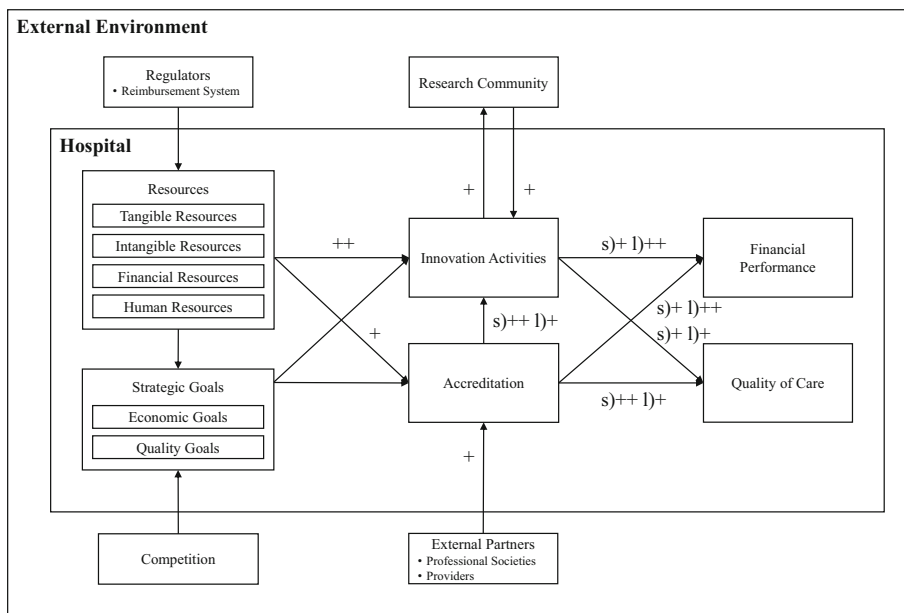 External Environment
Regulators
• Reimbursement System
Research Community
Hospital
+
+
Resources
Tangible Resources
Intangible Resources
Financial Resources
Human Resources
++
Innovation Activities
s)+ l)++
Financial
Performance
s)+ l)++
+
s)++ l)+
s)+ l)+
Strategic Goals
Economic Goals
Quality Goals
Accreditation
s)++ l)+
Quality of Care
+
Competition
External Partners
• Professional Societies
• Providers